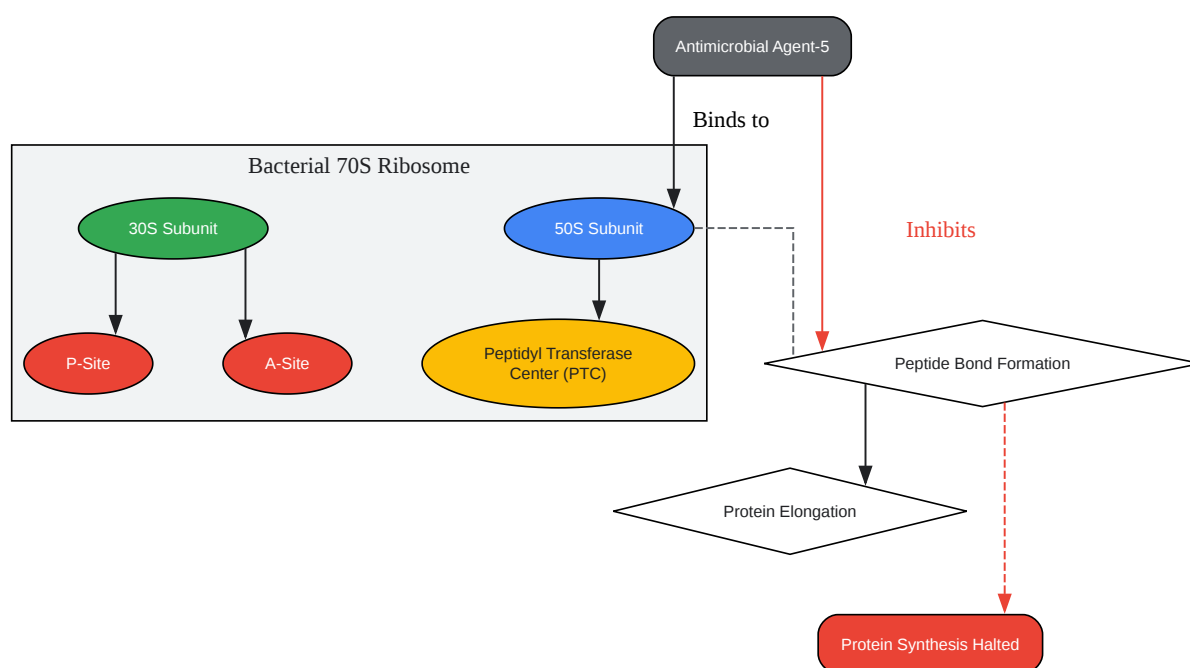 Antimicrobial Agent-5
Binds to
Bacterial 70S Ribosome
30S Subunit
50S Subunit
Inhibits
P-Site
A-Site
Peptidyl Transferase
Center (PTC)
Peptide Bond Formation
Protein Elongation
Protein Synthesis Halted